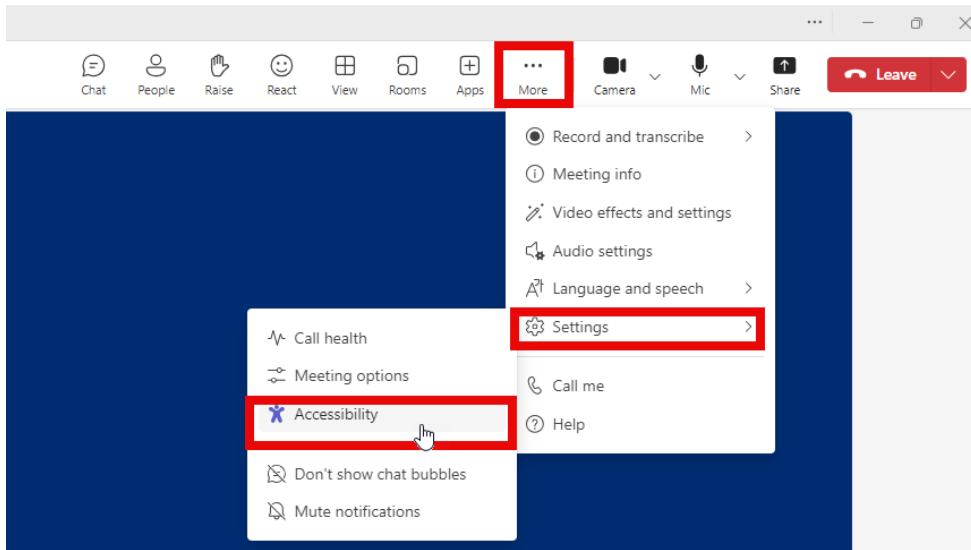 Chat People Raise React View Rooms Apps More Camera Mic Share Leave
Record and transcribe
Meeting info
Video effects and settings
Audio settings
Language and speech
Settings
Call me
Help
Call health
Meeting options
Accessibility
Don't show chat bubbles
Mute notifications